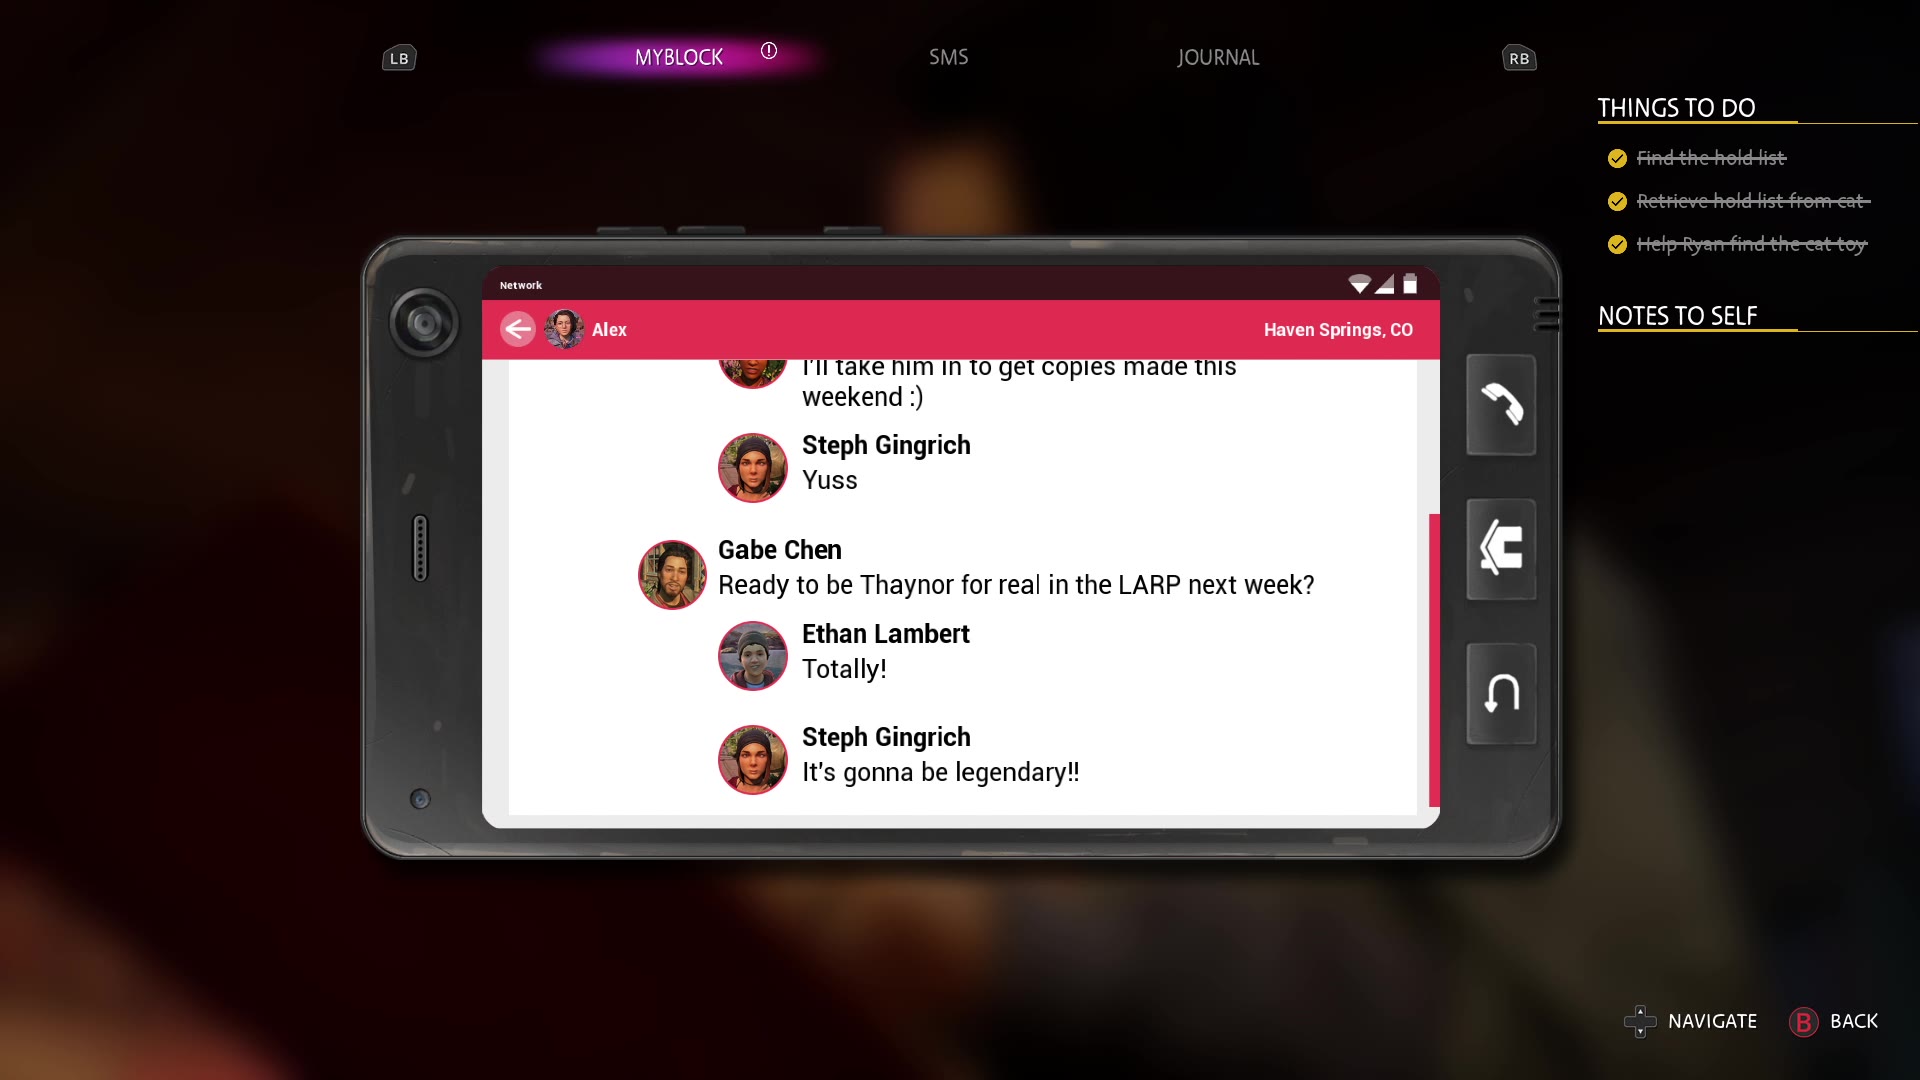 LB
MYBLOCK
SMS
JOURNAL
RB
THINGS TO DO
Find the hold list
Retrieve hold list from cat
Help Ryan find the cat toy
NOTES TO SELF
Network
Alex
Haven Springs, CO
I'll take him in to get copies made this
weekend :)
Steph Gingrich
Yuss
Gabe Chen
Ready to be Thaynor for real in the LARP next week?
Ethan Lambert
Totally!
Steph Gingrich
It's gonna be legendary!!
NAVIGATE
B BACK